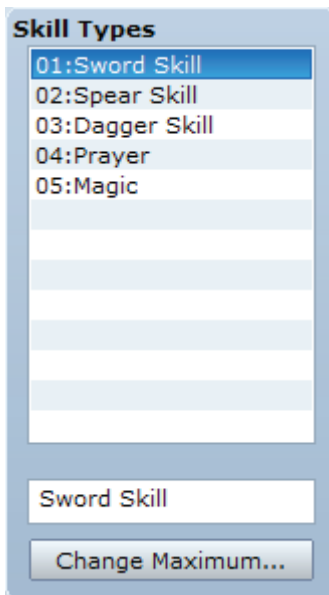 Skill Types
01:Sword Skill
02:Spear Skill
03:Dagger Skill
04:Prayer
05:Magic
Sword Skill
Change Maximum...